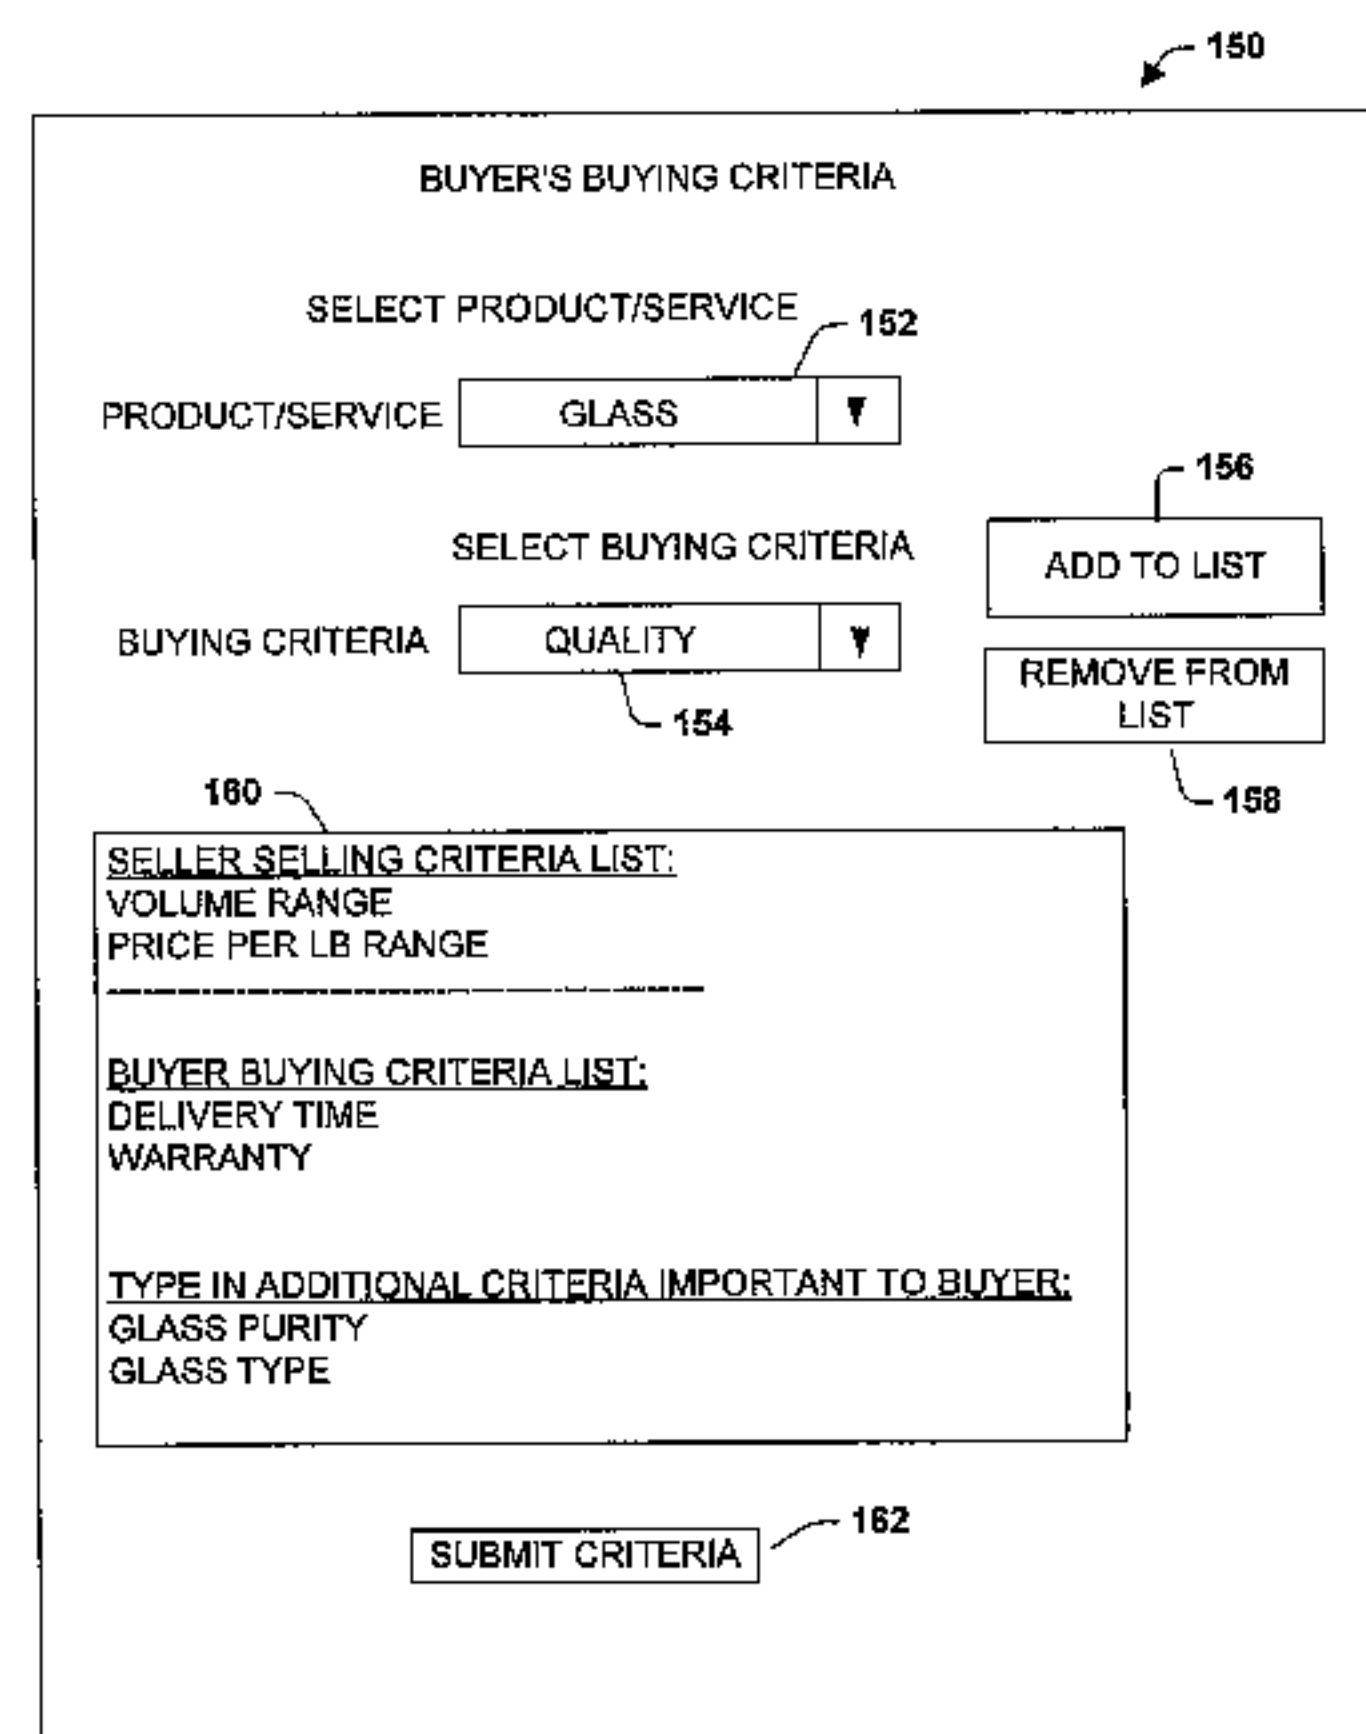 150
BUYER'S BUYING CRITERIA
SELECT PRODUCT/SERVICE
152
PRODUCT/SERVICE
GLASS
156
SELECT BUYING CRITERIA
ADD TO LIST
BUYING CRITERIA
QUALITY
REMOVE FROM
LIST
154
158
160
SELLER SELLING CRITERIA LIST:
VOLUME RANGE
PRICE PER LB RANGE
BUYER BUYING CRITERIA LIST:
DELIVERY TIME
WARRANTY
TYPE IN ADDITIONAL CRITERIA IMPORTANT TO BUYER:
GLASS PURITY
GLASS TYPE
162
SUBMIT CRITERIA